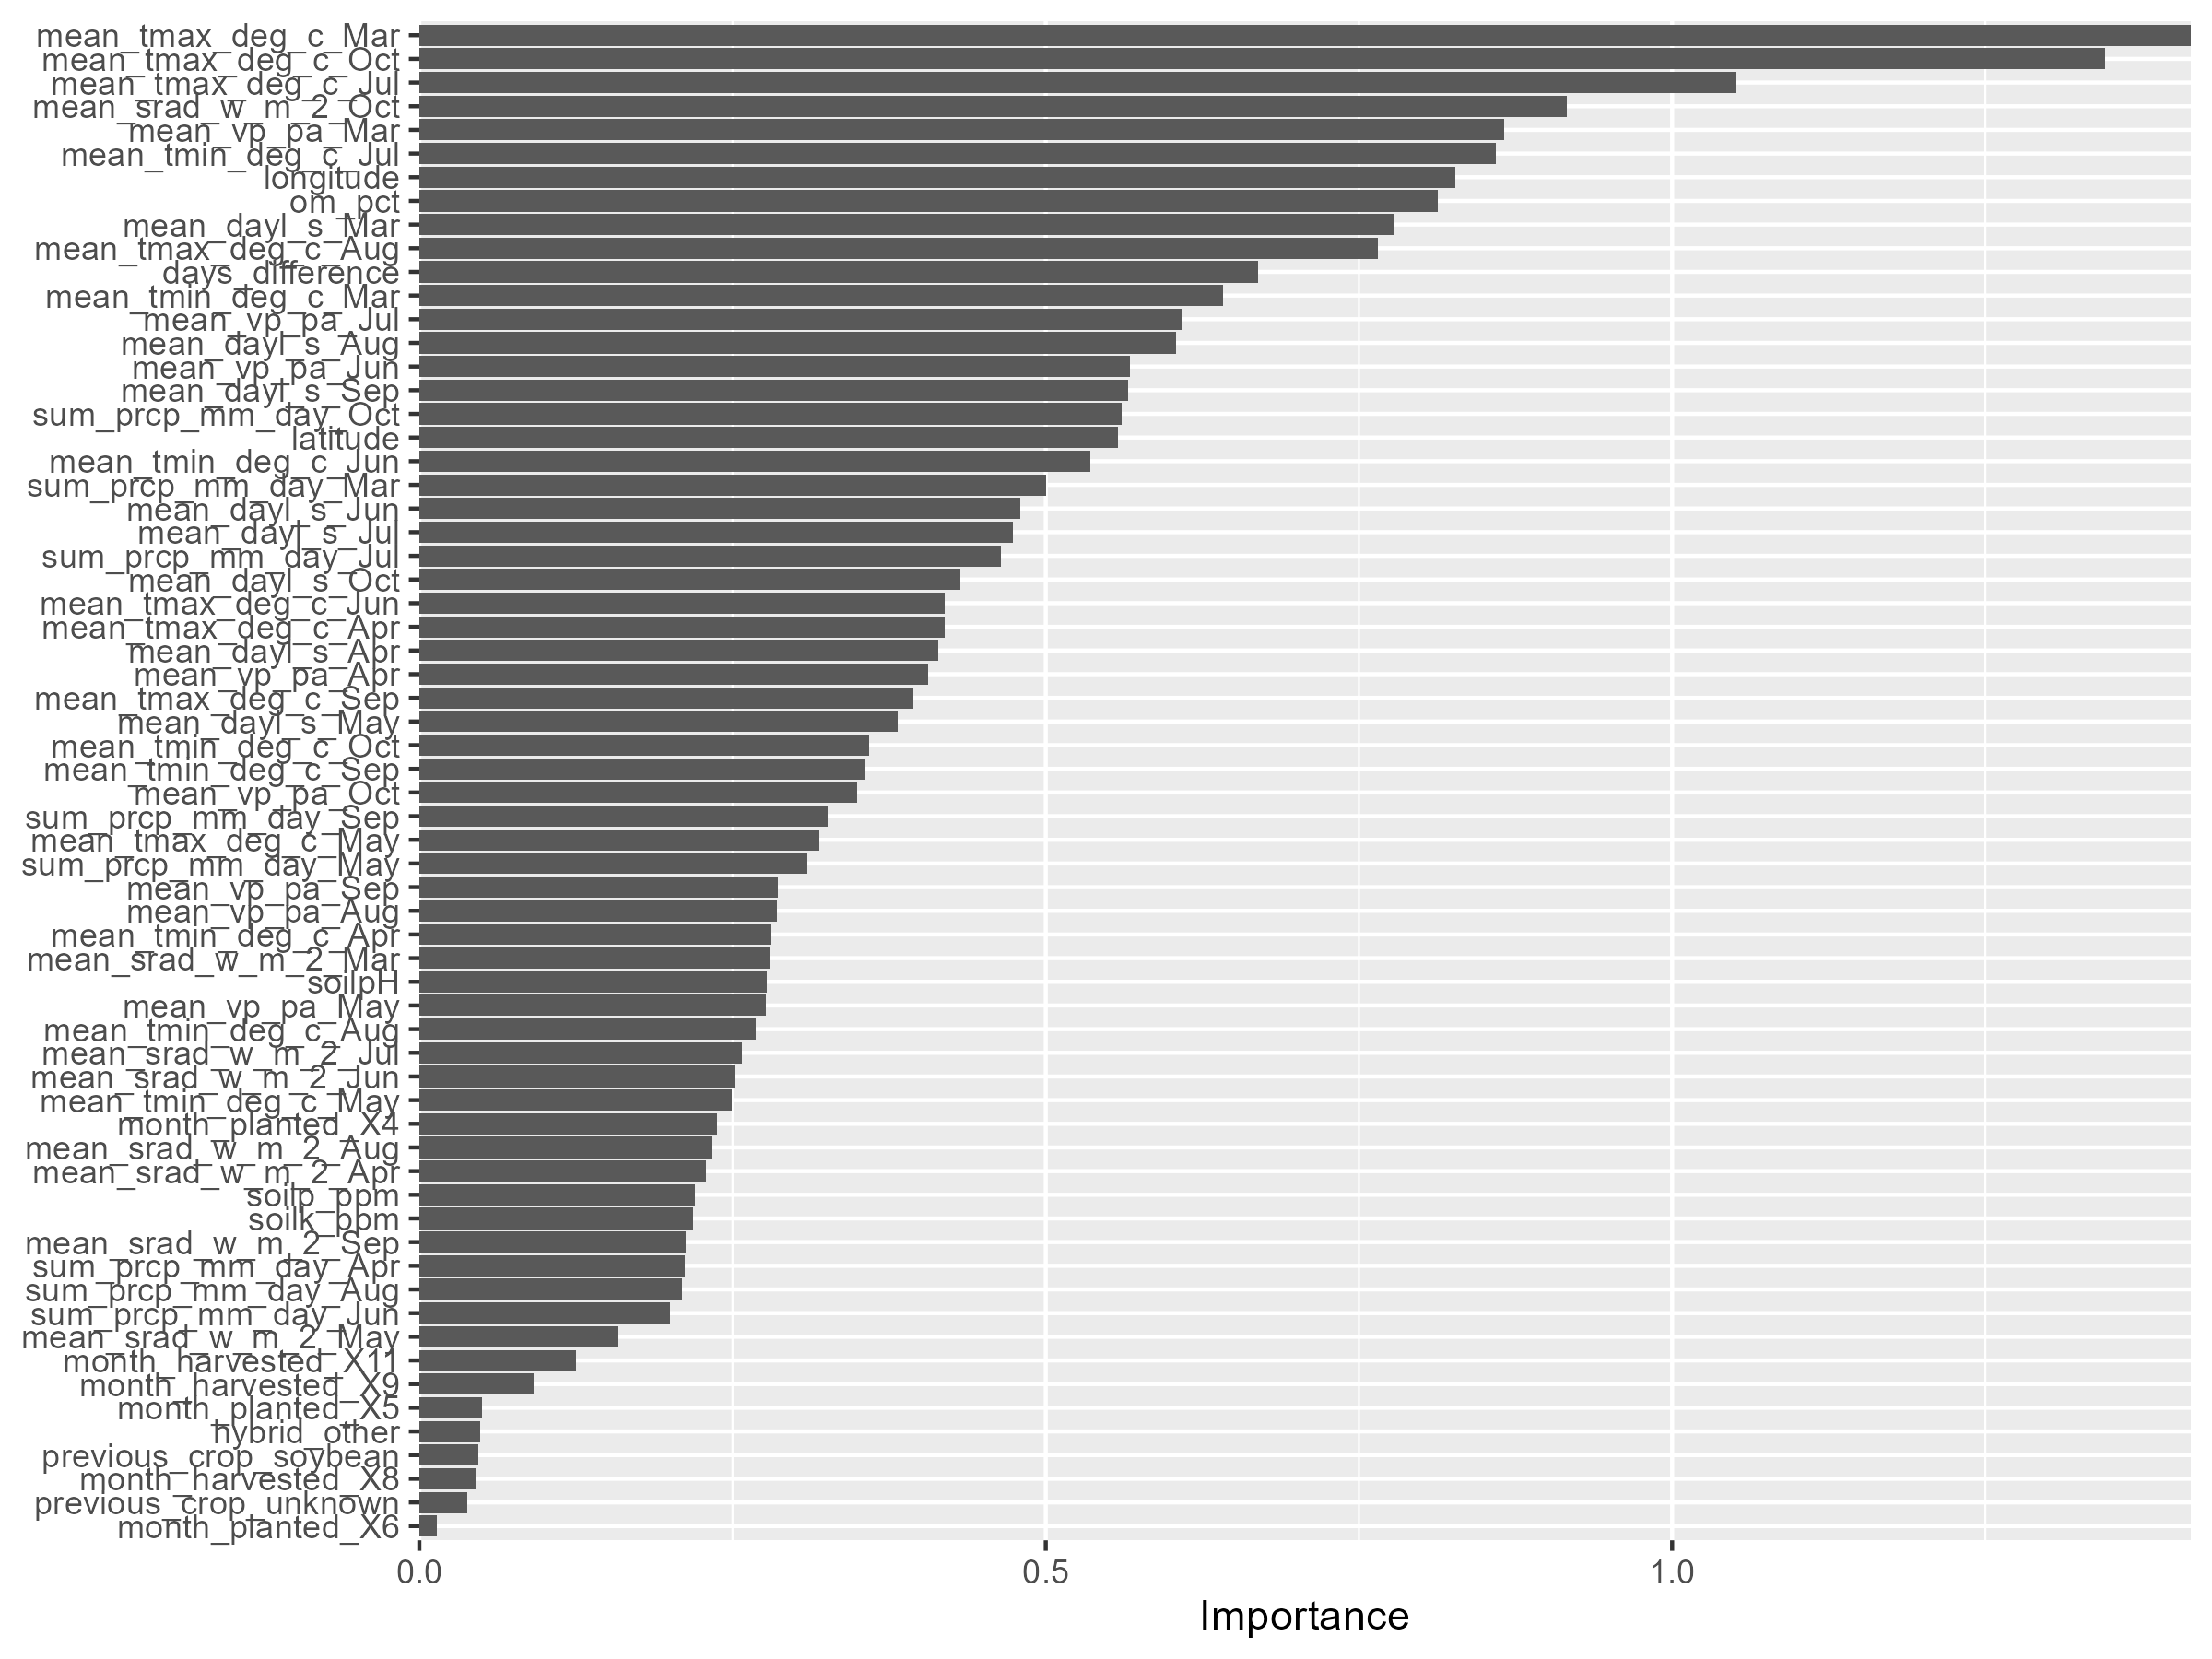 mean_tmax_deg_c_Mar
mean_tmax_deg_c_Oct
mean_tmax_deg_c_Jul
mean_srad_w_m_2_Oct
mean_vp_pa_Mar
mean_tmin_deg_c_Jul
longitude
om_pct
mean_dayl_s_Mar
mean_tmax_deg_c_Aug
days_difference
mean_tmin_deg_c_Mar
mean_vp_pa_Jul
mean_dayl_s_Aug
mean_vp_pa_Jun
mean_dayl_s_Sep
sum_prcp_mm_day_Oct
latitude
mean_tmin_deg_c_Jun
sum_prcp_mm_day_Mar
mean_dayl_s_Jun
mean_dayl_s_Jul
sum_prcp_mm_day_Jul
mean_dayl_s_Oct
mean_tmax_deg_c_Jun
mean_tmax_deg_c_Apr
mean_dayl_s_Apr
mean_vp_pa_Apr
mean_tmax_deg_c_Sep
mean_dayl_s_May
mean_tmin_deg_c_Oct
mean_tmin_deg_c_Sep
mean_vp_pa_Oct
sum_prcp_mm_day_Sep
mean_tmax_deg_c_May
sum_prcp_mm_day_May
mean_vp_pa_Sep
mean_vp_pa_Aug
mean_tmin_deg_c_Apr
mean_srad_w_m_2_Mar
soilpH
mean_vp_pa_May
mean_tmin_deg_c_Aug
mean_srad_w_m_2_Jul
mean_srad_w_m_2_Jun
mean_tmin_deg_c_May
month_planted_X4
mean_srad_w_m_2_Aug
mean_srad_w_m_2_Apr
soilp_ppm
soilk_ppm
mean_srad_w_m_2_Sep
sum_prcp_mm_day_Apr
sum_prcp_mm_day_Aug
sum_prcp_mm_day_Jun
mean_srad_w_m_2_May
month_harvested_X11
month_harvested_X9
month_planted_X5
hybrid_other
previous_crop_soybean
month_harvested_X8
previous_crop_unknown
month_planted_X6
0.0 0.5 1.0
Importance